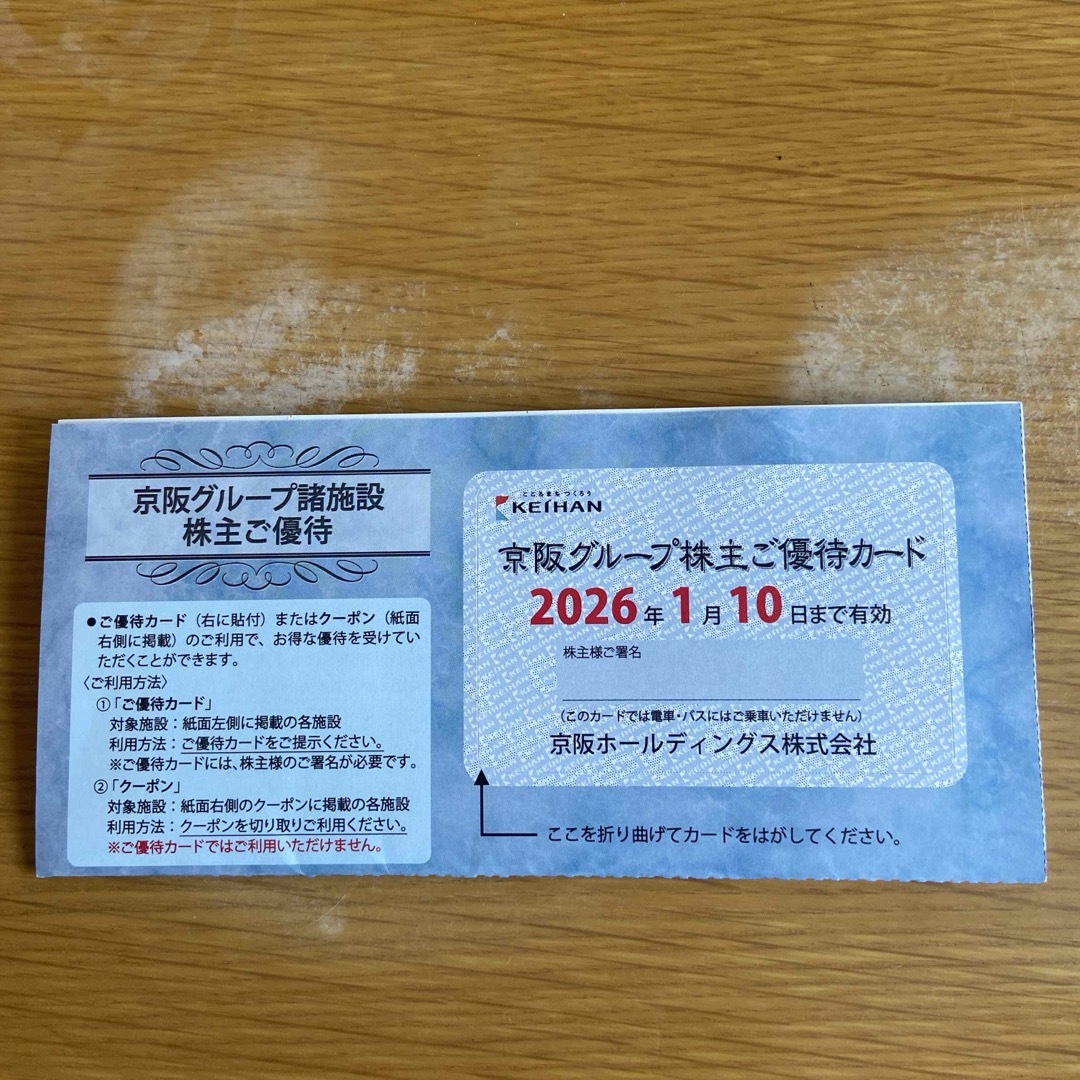 京阪グループ諸施設
株主ご優待
●ご優待カード（右に貼付）またはクーポン（紙面
右側に掲載）のご利用で、お得な優待を受けていた
だくことができます。
〈ご利用方法〉
①「ご優待カード」
対象施設：紙面左側に掲載の各施設
利用方法：ご優待カードをご提示ください。
※ご優待カードには、株主様のご署名が必要です。
②「クーポン」
対象施設：紙面右側のクーポンに掲載の各施設
利用方法：クーポンを切り取りご利用ください。
※ご優待カードではご利用いただけません。
こころまち つくろう
KEIHAN
京阪グループ株主ご優待カード
2026年1月10日まで有効
株主様ご署名
（このカードでは電車・バスにはご乗車いただけません）
京阪ホールディングス株式会社
ここを折り曲げてカードをはがしてください。